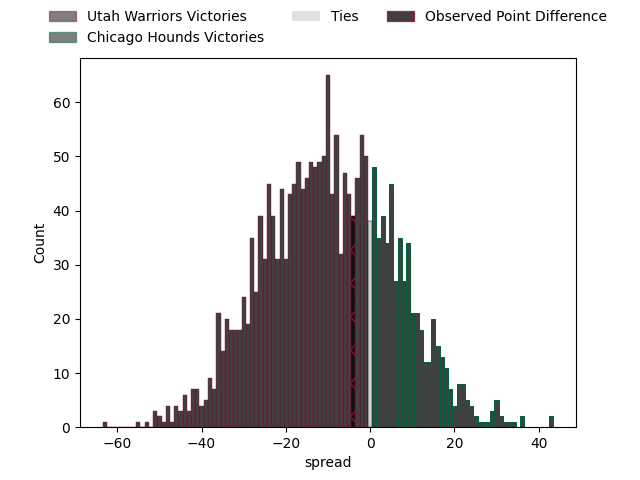 Utah Warriors Victories
Ties
Observed Point Difference
Chicago Hounds Victories
60
50
40
30
20
10
0
Count
−60
−40
−20
0
20
40
spread